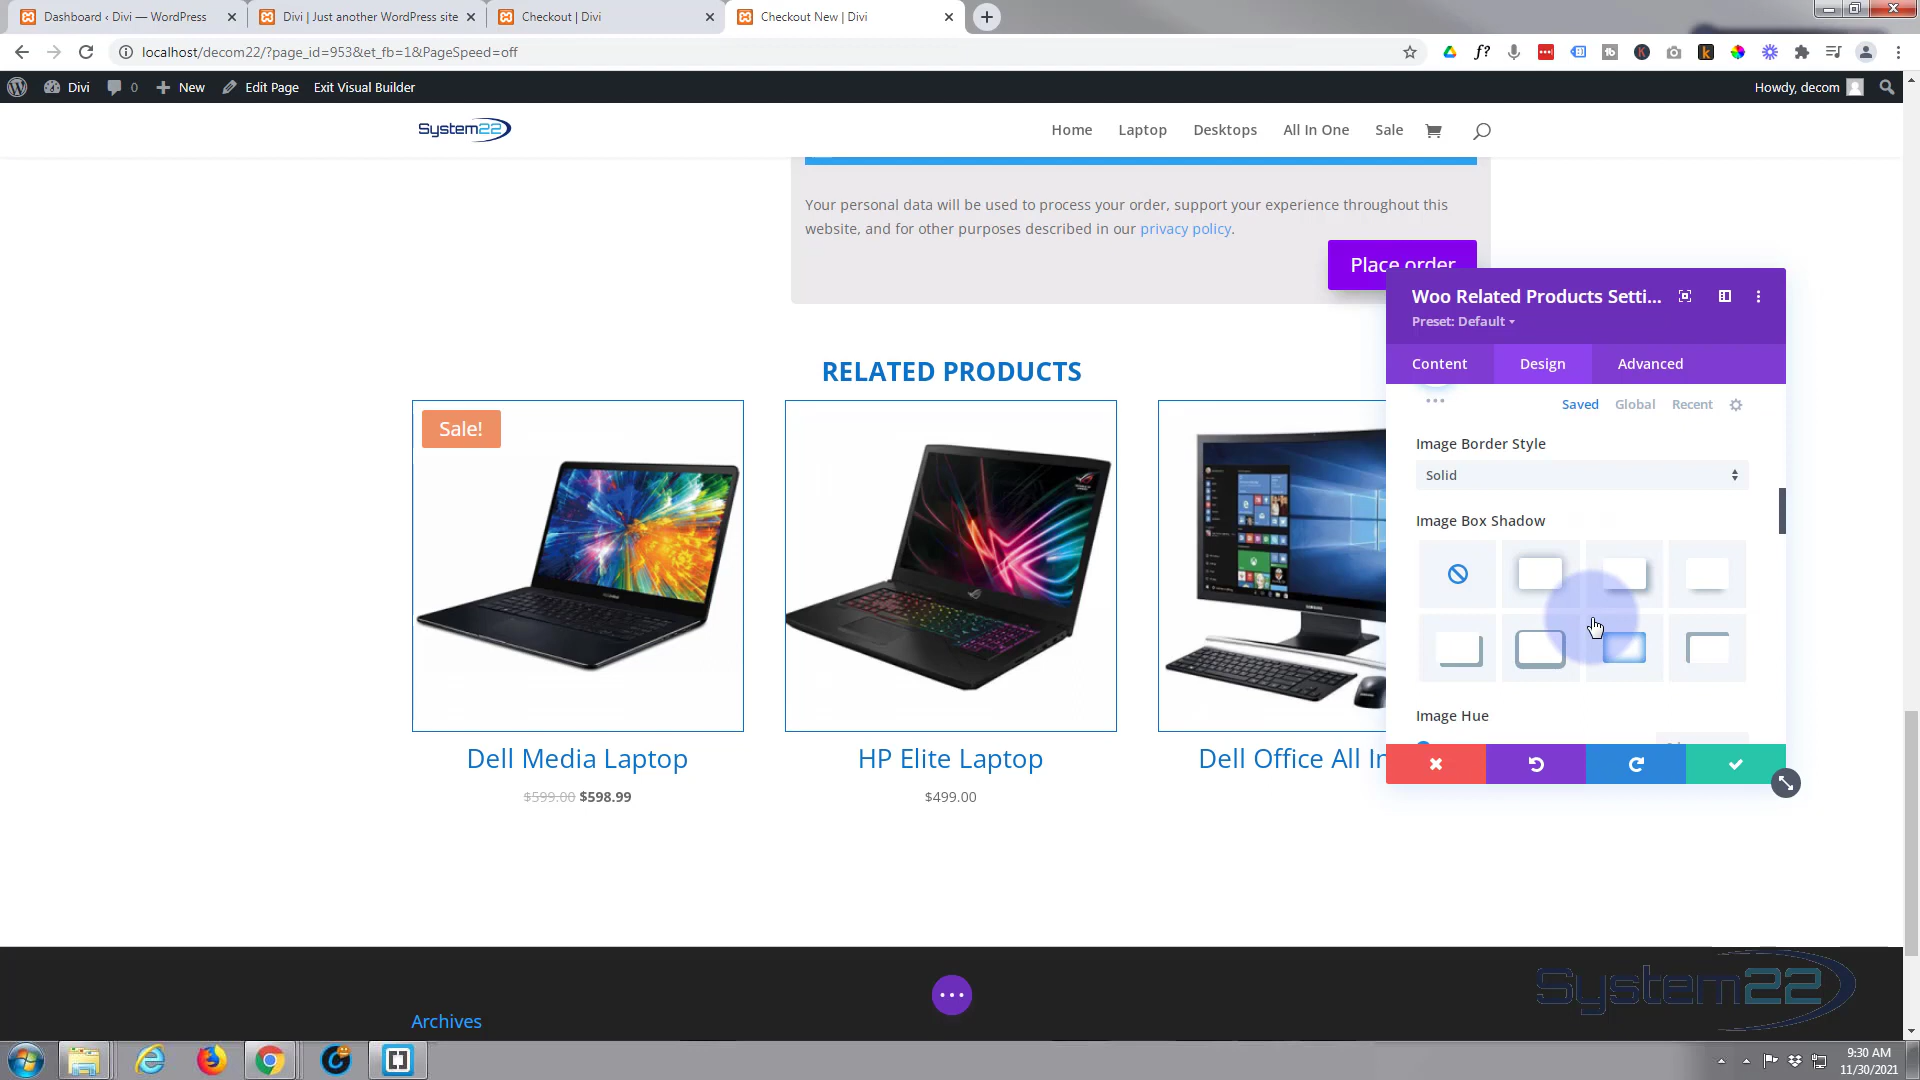 Dashboard ‹ Divi — WordPress
Divi | Just another WordPress site
Checkout | Divi
Checkout New | Divi
localhost/decom22/?page_id=953&et_fb=1&PageSpeed=off
Divi
0
New
Edit Page
Exit Visual Builder
Howdy, decom
System22
Home
Laptop
Desktops
All In One
Sale
Your personal data will be used to process your order, support your experience throughout this
website, and for other purposes described in our privacy policy.
Place order
Woo Related Products Setti...
Preset: Default
Content
Design
Advanced
Saved
Global
Recent
Image Border Style
Solid
Image Box Shadow
Image Hue
RELATED PRODUCTS
Sale!
Dell Media Laptop
HP Elite Laptop
Dell Office All In
$599.00 $598.99
$499.00
System22
Archives
9:30 AM
11/30/2021